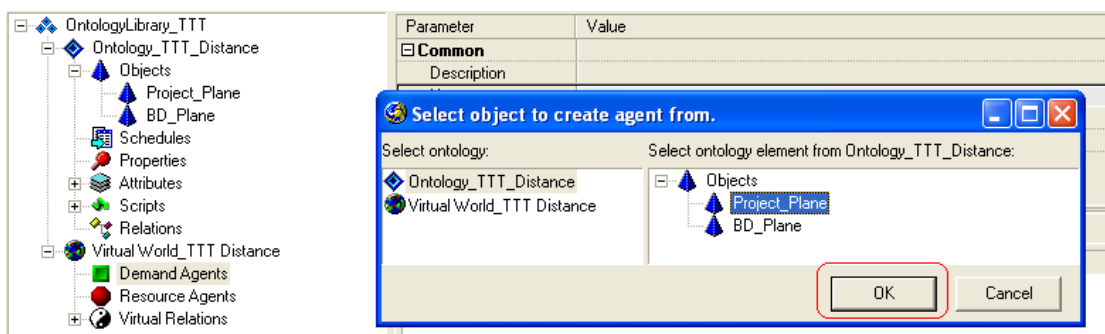 OntologyLibrary_TTT
Ontology_TTT_Distance
Objects
Project_Plane
BD_Plane
Schedules
Properties
Attributes
Scripts
Relations
Virtual World_TTT Distance
Demand Agents
Resource Agents
Virtual Relations
Parameter Value
Common
Description
Select object to create agent from.
Select ontology:
Ontology_TTT_Distance
Virtual World_TTT Distance
Select ontology element from Ontology_TTT_Distance:
Objects
Project_Plane
BD_Plane
OK Cancel